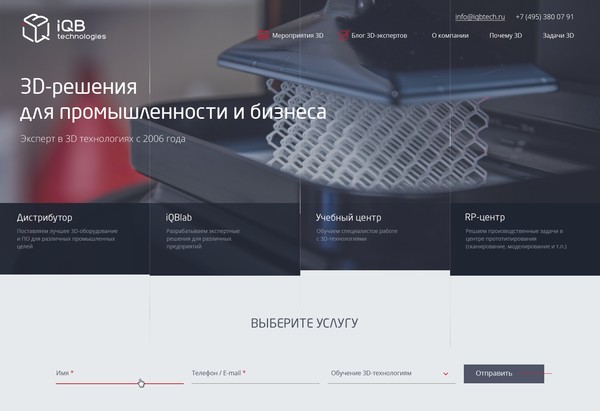 info@iqbtech.ru
+7 (495) 380 07 91
iQB
technologies
Мероприятия 3D
Блог 3D-экспертов
О компании
Почему 3D
Задачи 3D
3D-решения
для промышленности и бизнеса
Эксперт в 3D технологиях с 2006 года
Дистрибутор
Поставляем лучшее 3D-оборудование
и ПО для различных промышленных
целей
iQBlab
Разрабатываем экспертные
решения для различных
предприятий
Учебный центр
Обучаем специалистов работе
с 3D-технологиями
RP-центр
Решаем производственные задачи в
центре прототипирования
(сканирование, моделирование и т.п.)
ВЫБЕРИТЕ УСЛУГУ
Имя *
Телефон / E-mail *
Обучение 3D-технологиям
Отправить